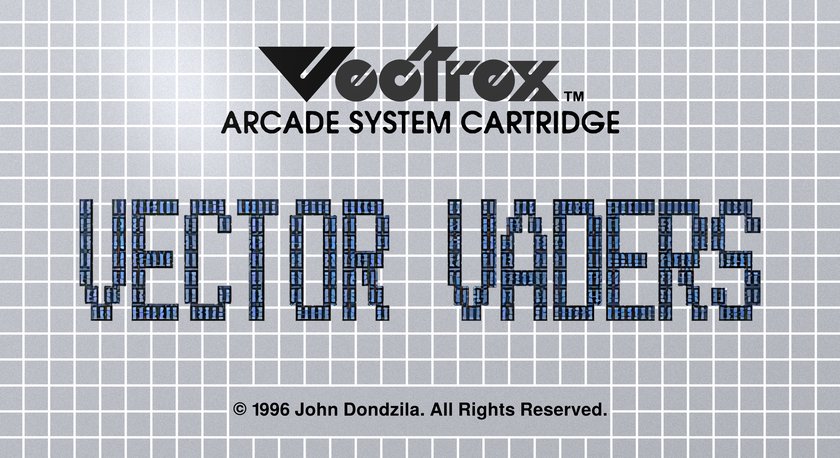 Vectrex™
ARCADE SYSTEM CARTRIDGE
VECTOR VADERS
© 1996 John Dondzila. All Rights Reserved.